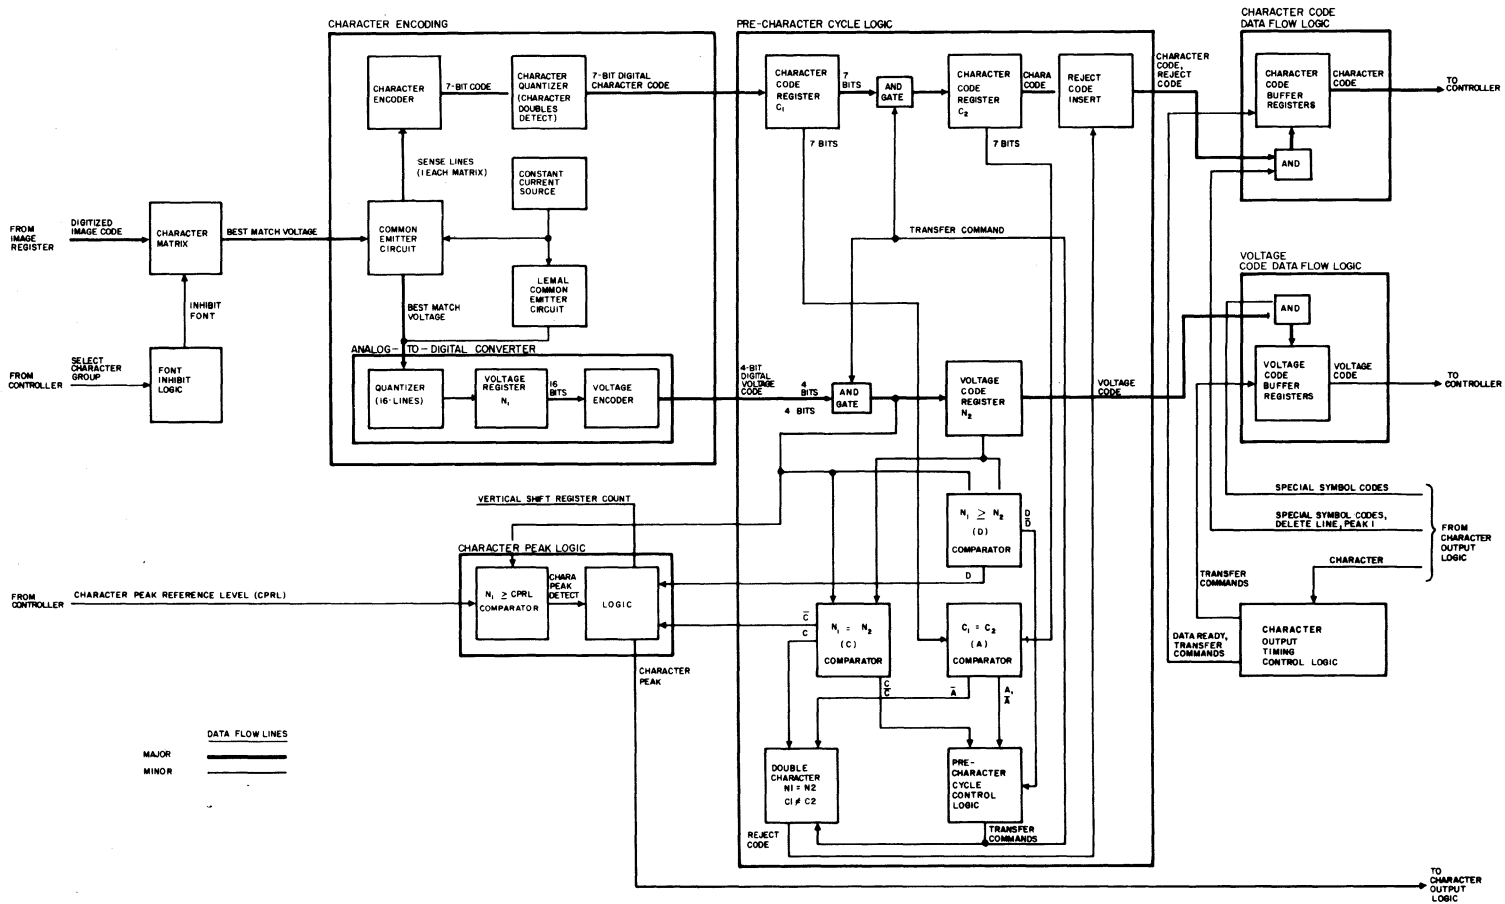 CHARACTER ENCODING
PRE-CHARACTER CYCLE LOGIC
CHARACTER CODE
DATA FLOW LOGIC
CHARACTER
ENCODER
7-BIT CODE
CHARACTER
QUANTIZER
(CHARACTER
DOUBLES
DETECT)
7-BIT DIGITAL
CHARACTER CODE
CHARACTER
CODE
REGISTER
C1
7
BITS
AND
GATE
CHARACTER
CODE
REGISTER
C2
CHARA
CODE
REJECT
CODE
INSERT
CHARACTER
CODE,
REJECT
CODE
CHARACTER
CODE
BUFFER
REGISTERS
CHARACTER
CODE
TO
CONTROLLER
AND
7 BITS
7 BITS
SENSE LINES
(1 EACH MATRIX)
CONSTANT
CURRENT
SOURCE
FROM
IMAGE
REGISTER
DIGITIZED
IMAGE CODE
CHARACTER
MATRIX
BEST MATCH VOLTAGE
COMMON
EMITTER
CIRCUIT
TRANSFER COMMAND
LEMAL
COMMON
EMITTER
CIRCUIT
BEST MATCH
VOLTAGE
INHIBIT
FONT
VOLTAGE
CODE DATA FLOW LOGIC
AND
VOLTAGE
CODE
BUFFER
REGISTERS
VOLTAGE
CODE
TO
CONTROLLER
FROM
CONTROLLER
SELECT
CHARACTER
GROUP
FONT
INHIBIT
LOGIC
ANALOG-TO-DIGITAL CONVERTER
QUANTIZER
(16-LINES)
VOLTAGE
REGISTER
N1
16
BITS
VOLTAGE
ENCODER
4-BIT
DIGITAL
VOLTAGE
CODE
4
BITS
4 BITS
AND
GATE
VOLTAGE
CODE
REGISTER
N2
VOLTAGE
CODE
VERTICAL SHIFT REGISTER COUNT
N1 ≥ N2
(D)
COMPARATOR
D
D̅
D
SPECIAL SYMBOL CODES
SPECIAL SYMBOL CODES,
DELETE LINE, PEAK 1
CHARACTER
FROM
CHARACTER
OUTPUT
LOGIC
TRANSFER
COMMANDS
CHARACTER PEAK LOGIC
FROM
CONTROLLER
CHARACTER PEAK REFERENCE LEVEL (CPRL)
N1 ≥ CPRL
COMPARATOR
CHARA
PEAK
DETECT
LOGIC
C̅
C
N1 = N2
(C)
COMPARATOR
C1 = C2
(A)
COMPARATOR
DATA READY,
TRANSFER
COMMANDS
CHARACTER
OUTPUT
TIMING
CONTROL LOGIC
CHARACTER
PEAK
C
C̅
A̅
A,
A̅
DATA FLOW LINES
MAJOR
MINOR
DOUBLE
CHARACTER
N1 = N2
C1 ≠ C2
PRE-
CHARACTER
CYCLE
CONTROL
LOGIC
REJECT
CODE
TRANSFER
COMMANDS
TO
CHARACTER
OUTPUT
LOGIC